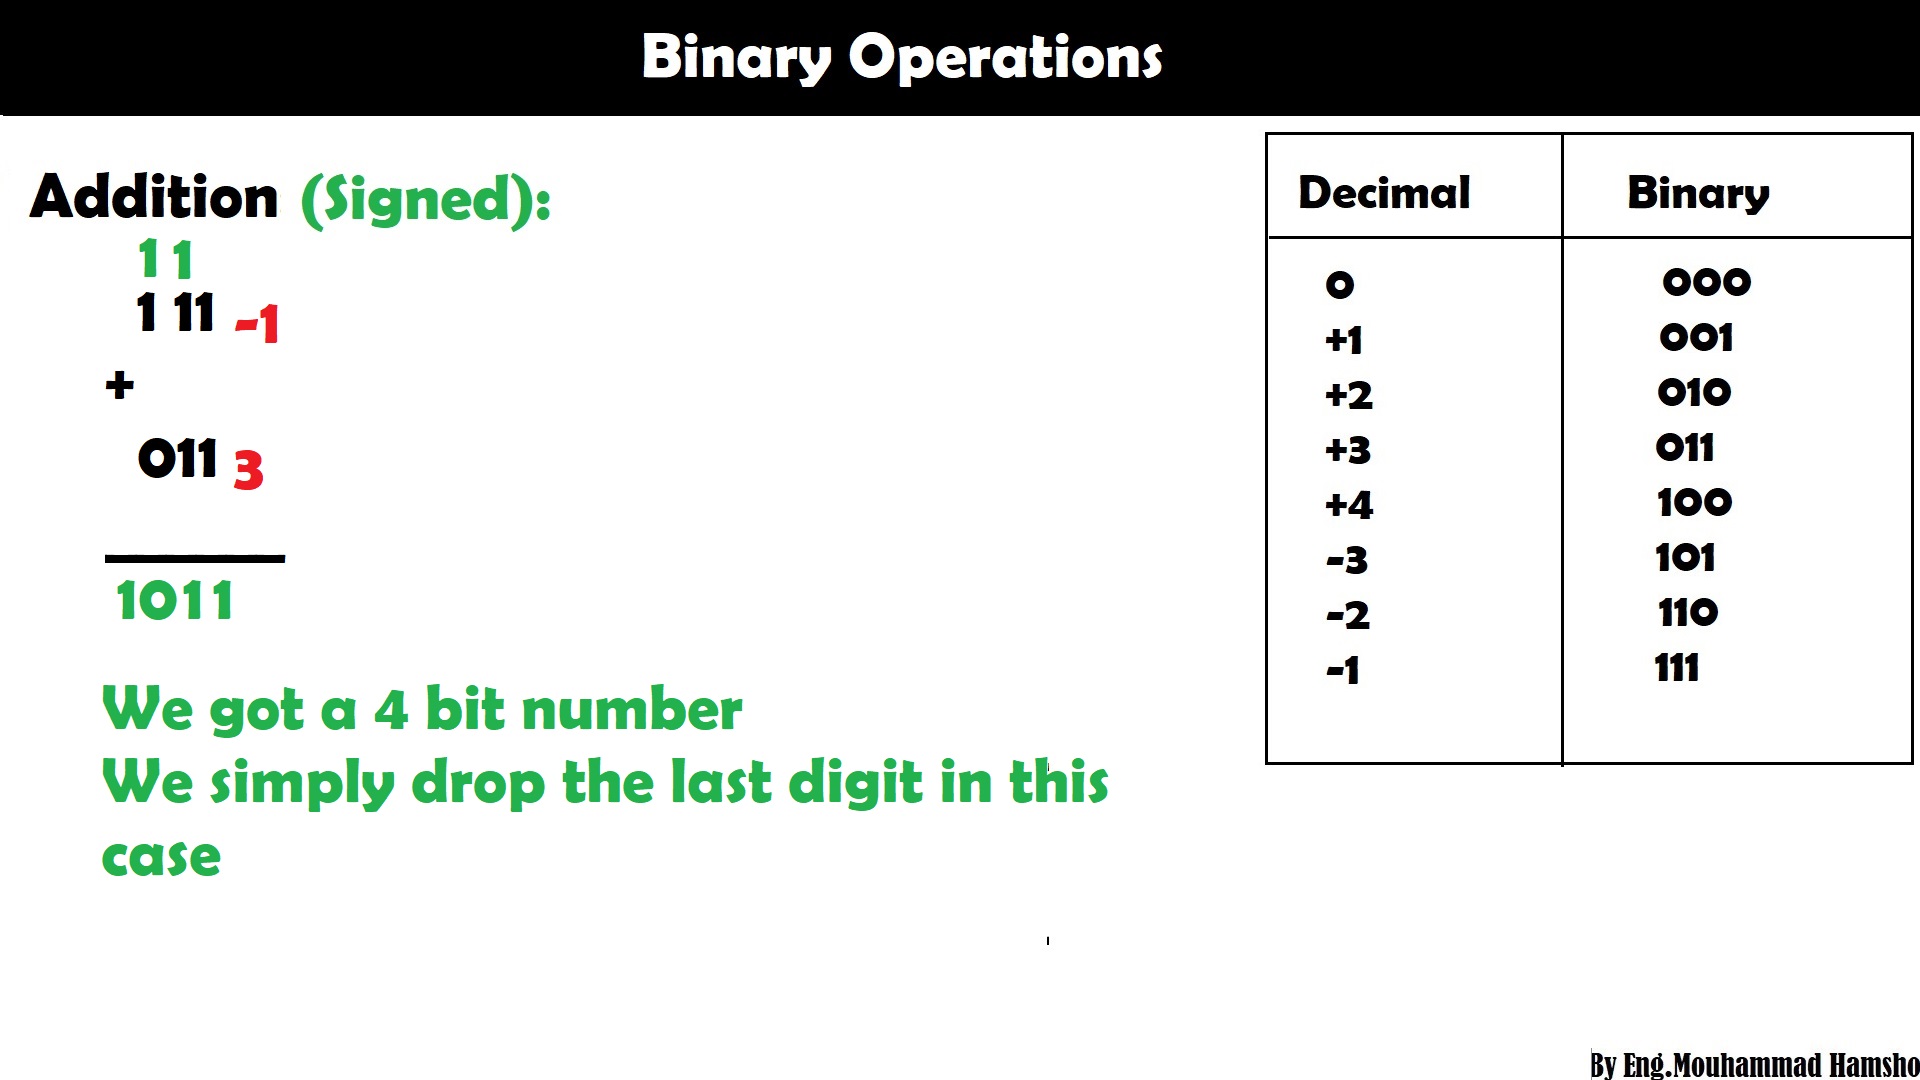 Binary Operations
Addition (Signed):
1 1
1 11 -1
+
011 3
1011
We got a 4 bit number
We simply drop the last digit in this
case
Decimal Binary
0 000
+1 001
+2 010
+3 011
+4 100
-3 101
-2 110
-1 111
By Eng.Mouhammad Hamsho